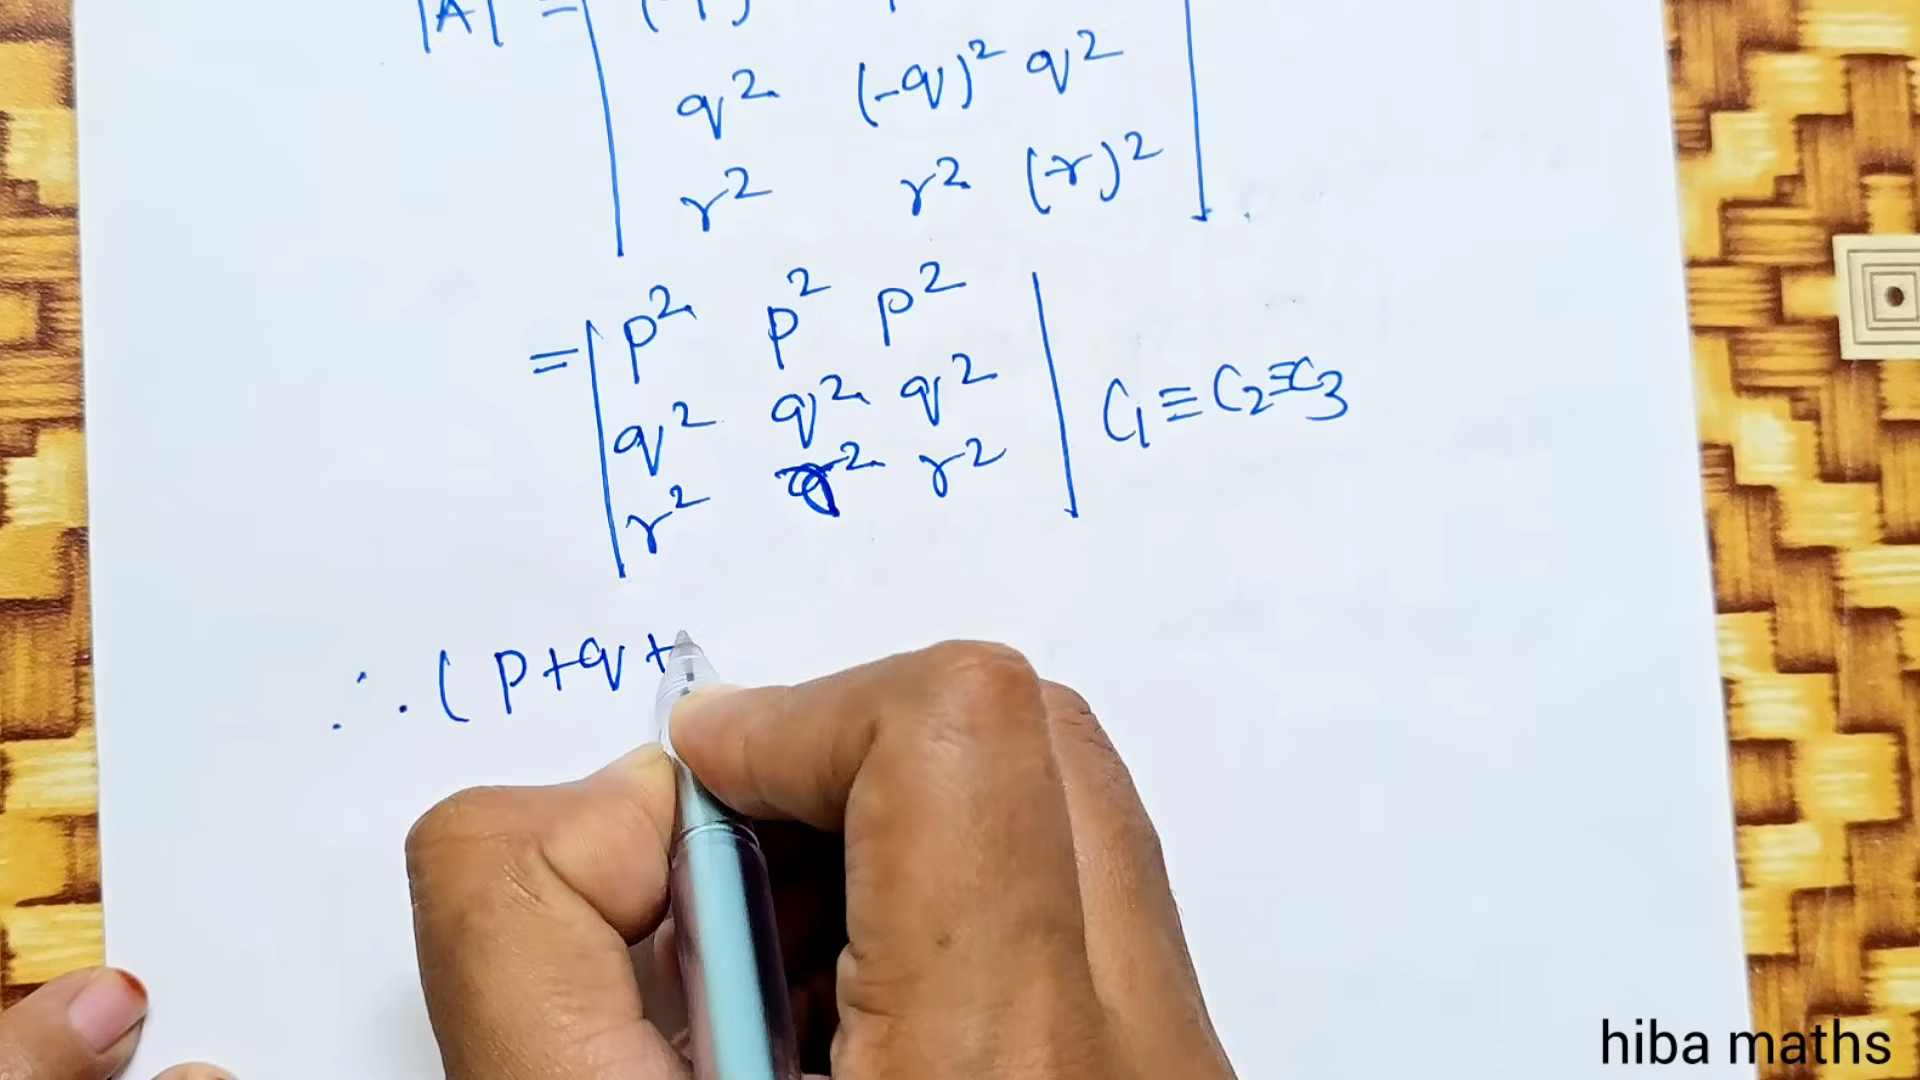 |A| =
q² (-q)² q²
r² r² (-r)²
= | p² p² p² |
q² q² q² C₁ ≡ C₂ ≡ C₃
r² r² r²
∴ ( p+q+
hiba maths